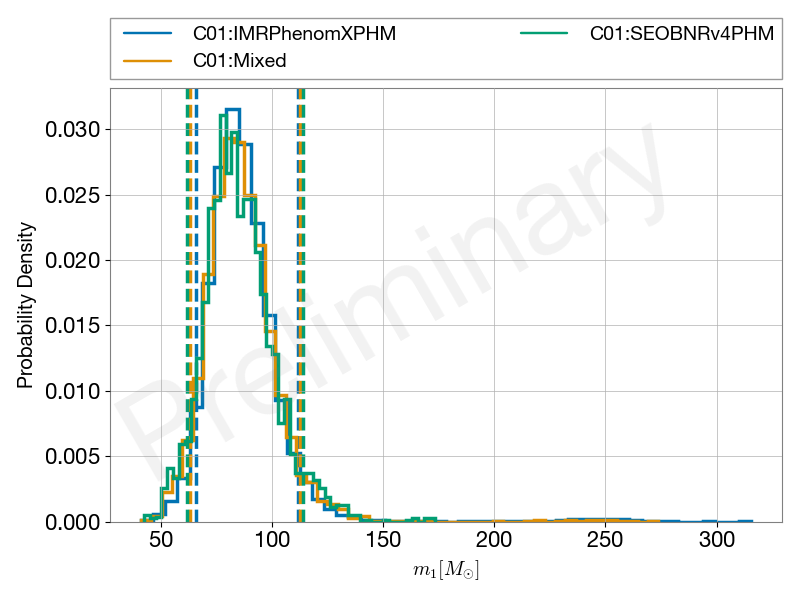 C01:IMRPhenomXPHM
C01:Mixed
C01:SEOBNRv4PHM
Preliminary
Probability Density
0.030
0.025
0.020
0.015
0.010
0.005
0.000
50 100 150 200 250 300
m₁[M⊙]